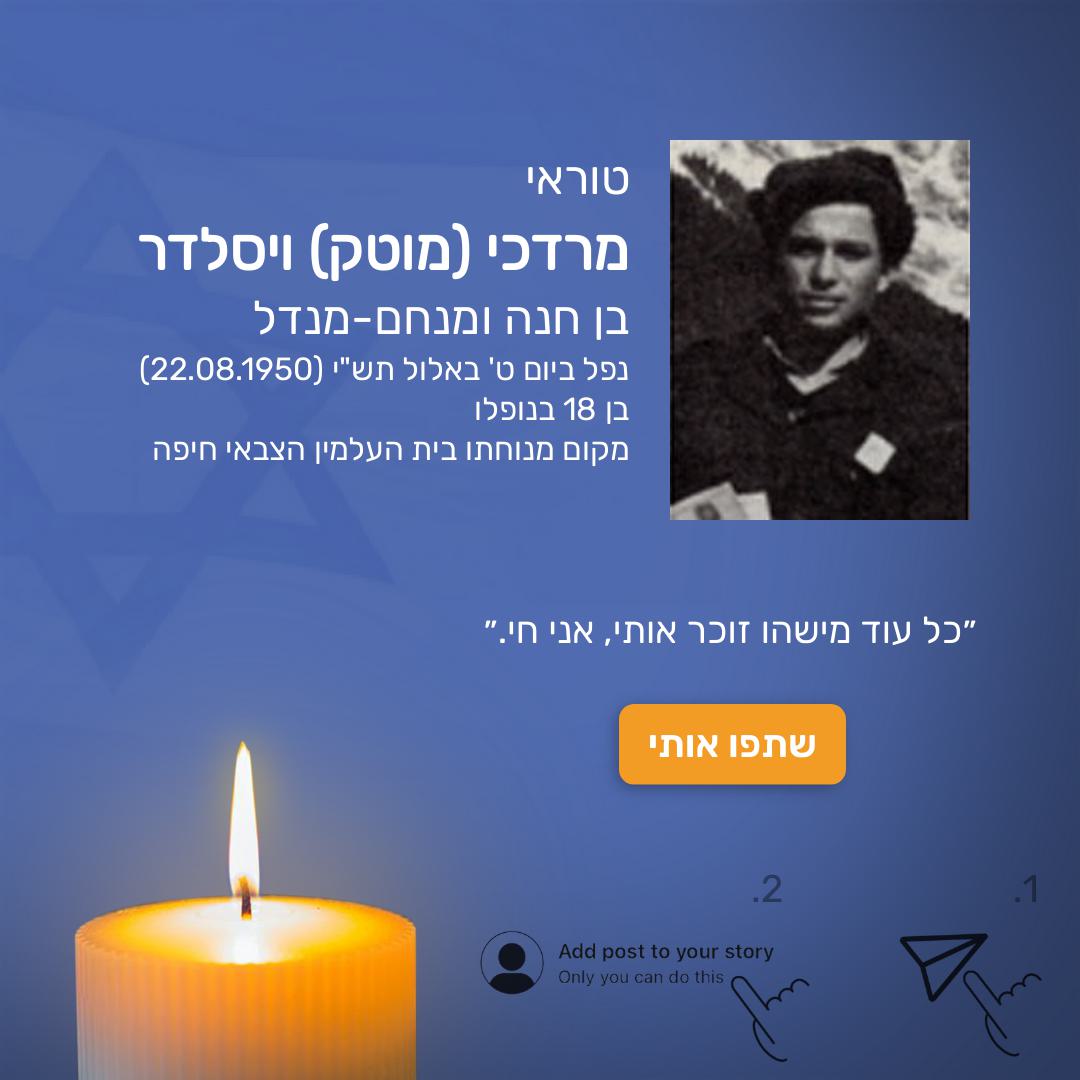 טוראי
מרדכי (מוטק) ויסלדר
בן חנה ומנחם-מנדל
נפל ביום ט' באלול תש"י (22.08.1950)
בן 18 בנופלו
מקום מנוחתו בית העלמין הצבאי חיפה
״כל עוד מישהו זוכר אותי, אני חי.״
שתפו אותי
1.
2.
Add post to your story
Only you can do this